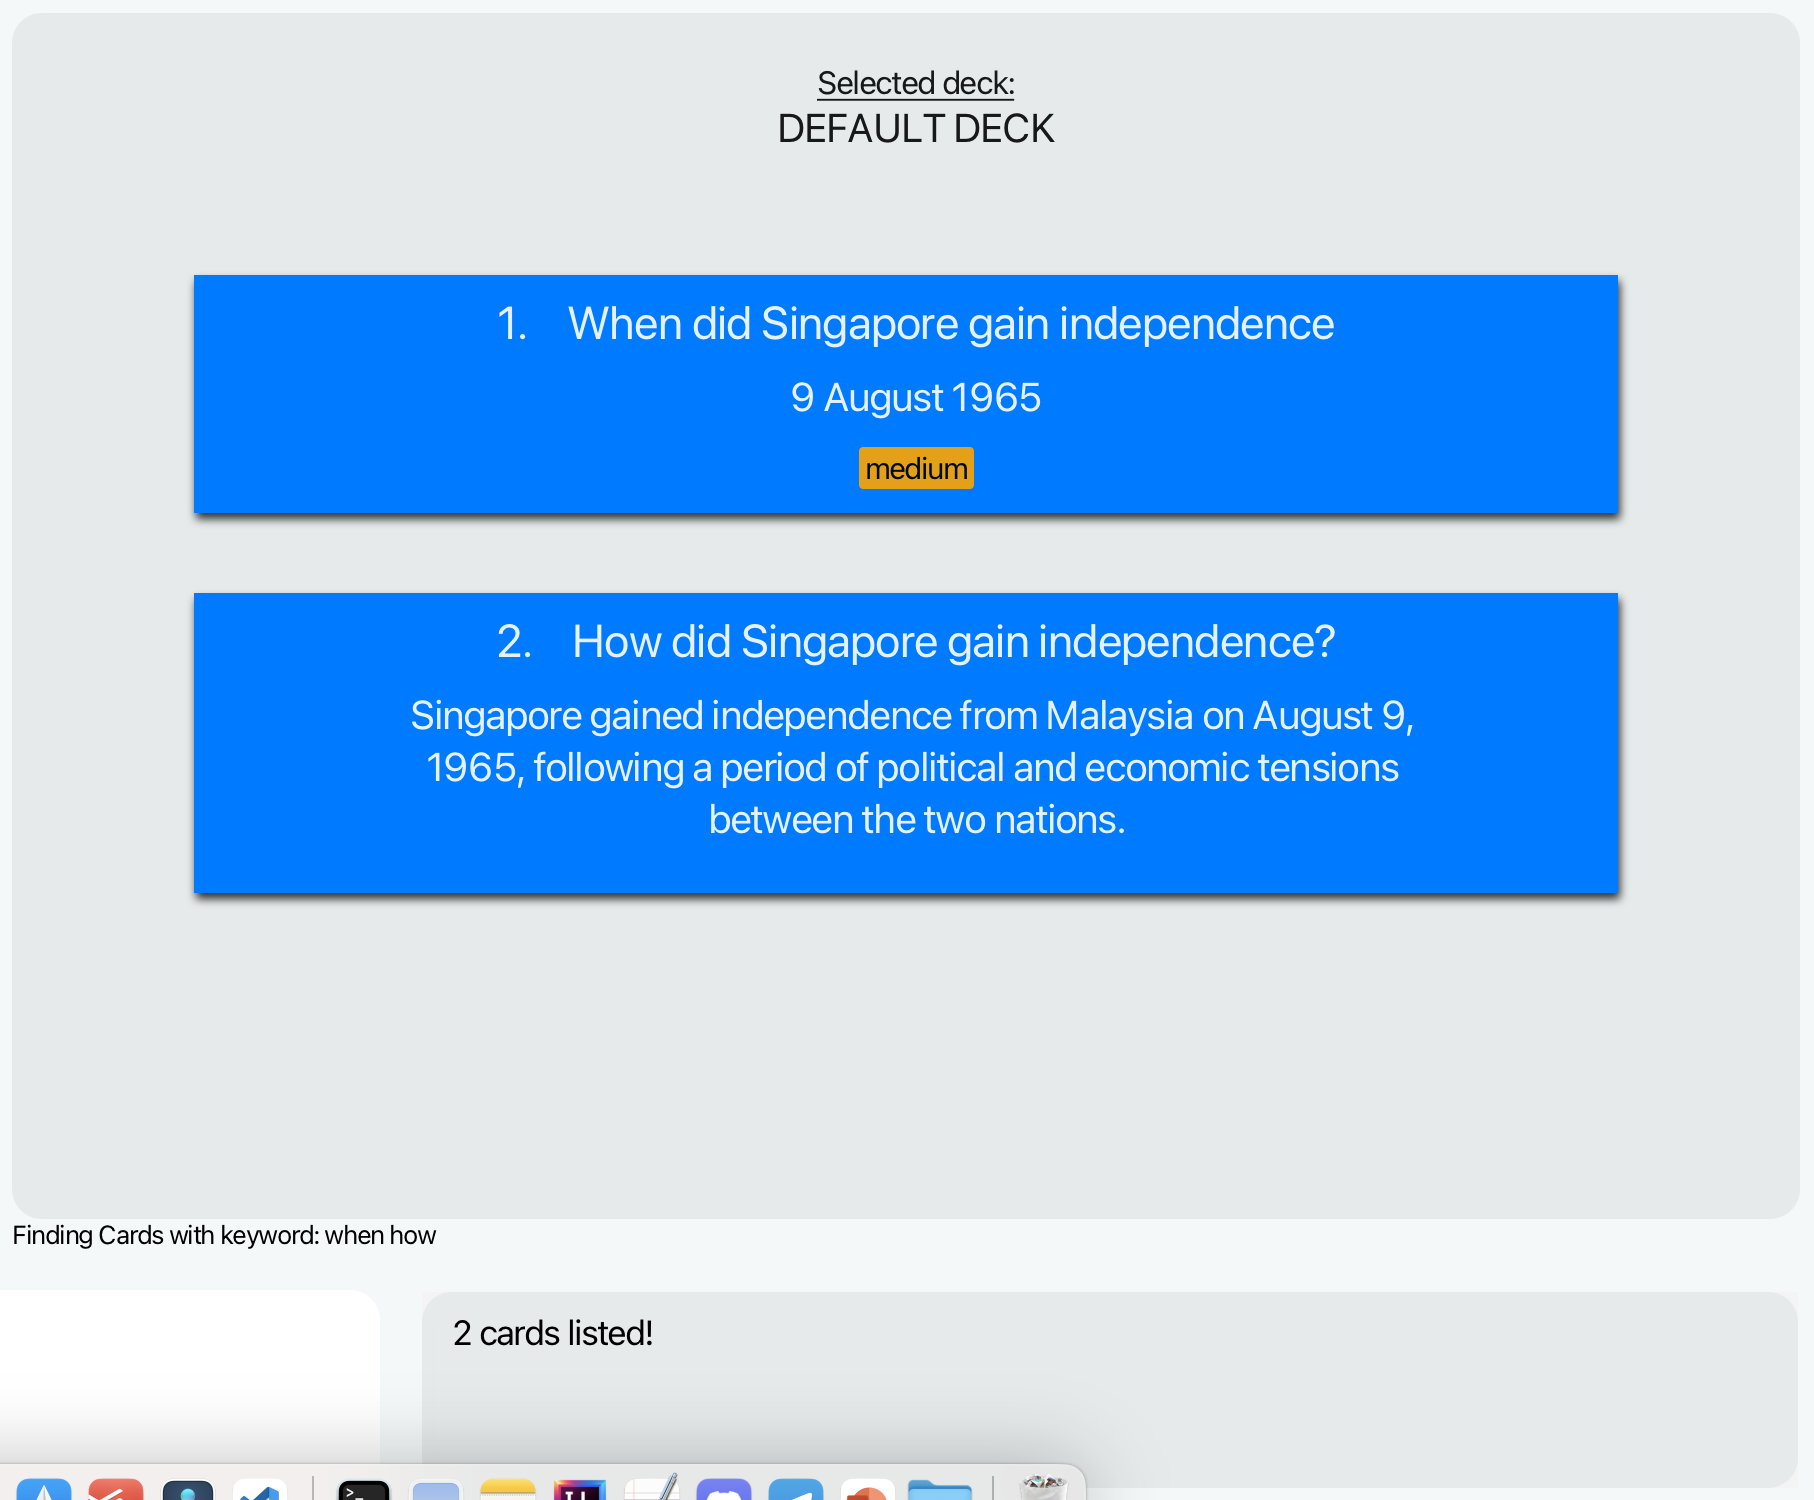 Selected deck:
DEFAULT DECK
1. When did Singapore gain independence
9 August 1965
medium
2. How did Singapore gain independence?
Singapore gained independence from Malaysia on August 9,
1965, following a period of political and economic tensions
between the two nations.
Finding Cards with keyword: when how
2 cards listed!